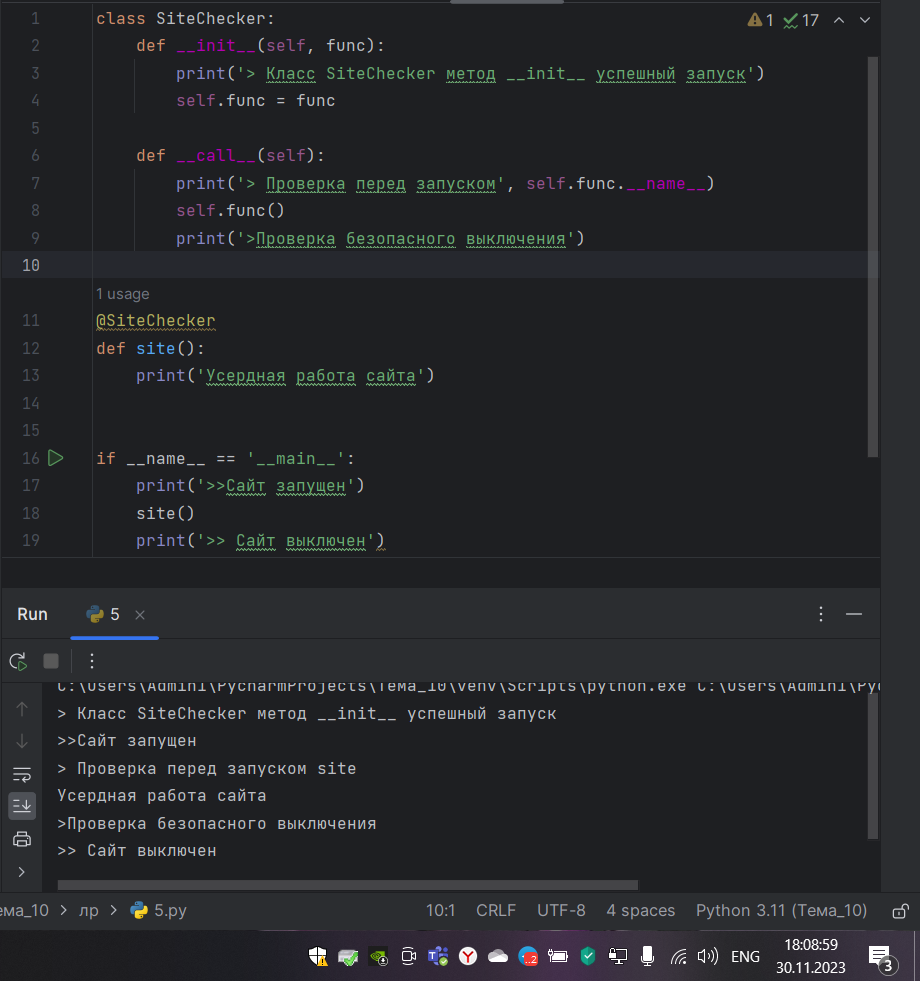 1 class SiteChecker: 1 17
2 def __init__(self, func):
3 print('> Класс SiteChecker метод __init__ успешный запуск')
4 self.func = func
5
6 def __call__(self):
7 print('> Проверка перед запуском', self.func.__name__)
8 self.func()
9 print('>Проверка безопасного выключения')
10
1 usage
11 @SiteChecker
12 def site():
13 print('Усердная работа сайта')
14
15
16 if __name__ == '__main__':
17 print('>>Сайт запущен')
18 site()
19 print('>> Сайт выключен')
Run 5
C:\Users\Admini\PycharmProjects\Тема_10\venv\Scripts\python.exe C:\Users\Admini\Pyc
> Класс SiteChecker метод __init__ успешный запуск
>>Сайт запущен
> Проверка перед запуском site
Усердная работа сайта
>Проверка безопасного выключения
>> Сайт выключен
ема_10 > лр > 5.py 10:1 CRLF UTF-8 4 spaces Python 3.11 (Тема_10)
ENG 18:08:59
30.11.2023 3